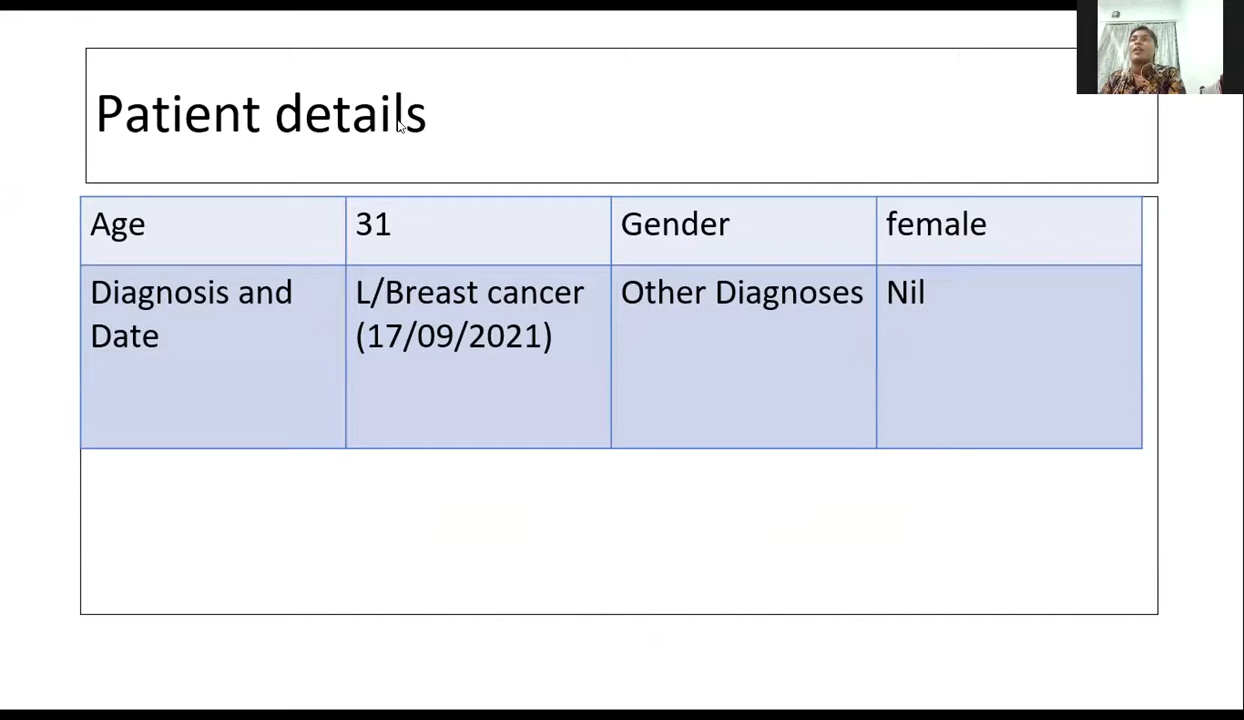 Patient details
Age 31 Gender female
Diagnosis and L/Breast cancer Other Diagnoses Nil
Date (17/09/2021)